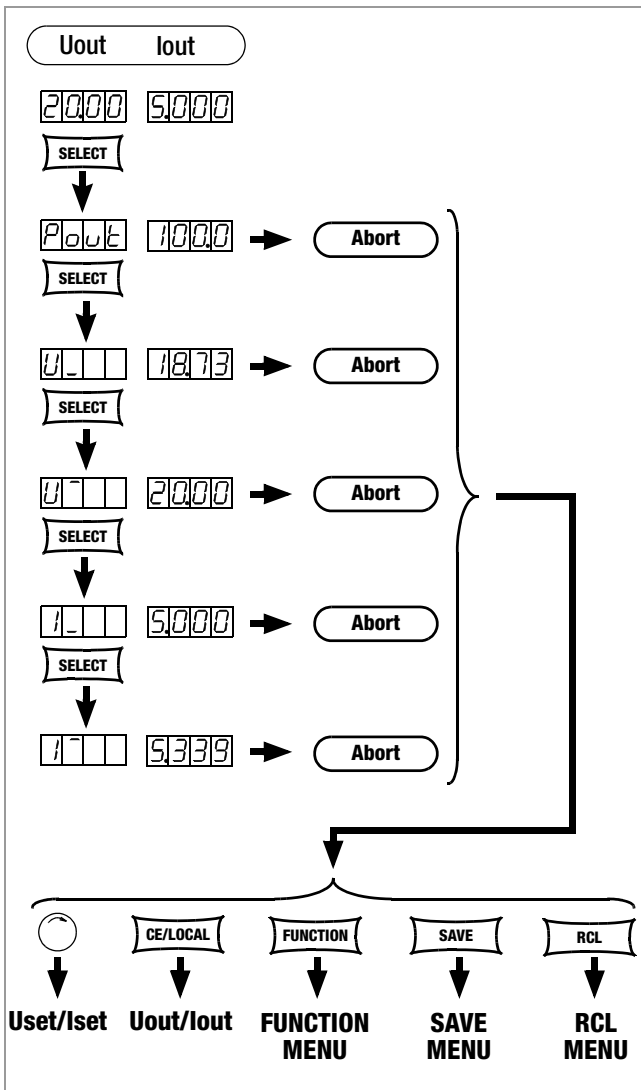 Uout Iout
20.00 5.000
SELECT
Pout 100.0 Abort
SELECT
U_ 18.73 Abort
SELECT
U¯ 20.00 Abort
SELECT
I_ 5.000 Abort
SELECT
I¯ 5.339 Abort
CE/LOCAL FUNCTION SAVE RCL
Uset/Iset Uout/Iout FUNCTION MENU SAVE MENU RCL MENU